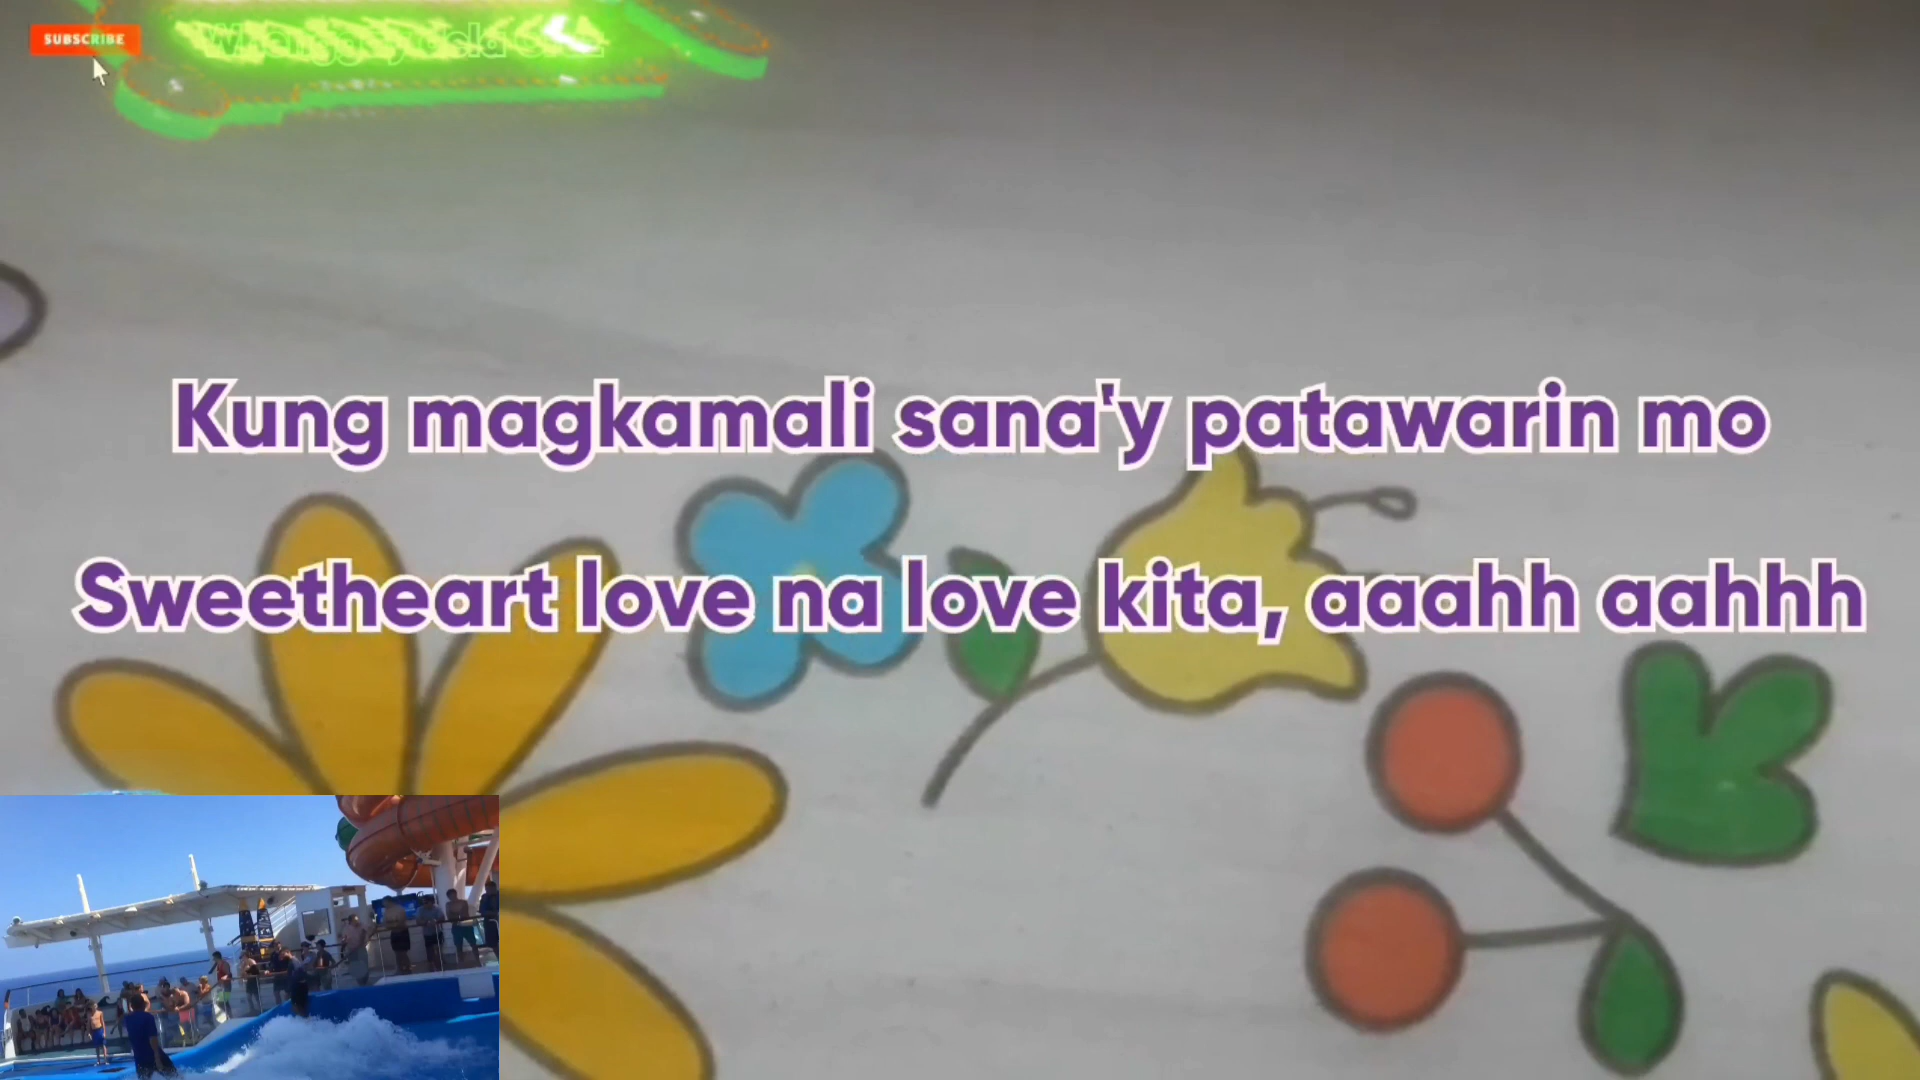 SUBSCRIBE
Kung magkamali sana'y patawarin mo
Sweetheart love na love kita, aaahh aahhh